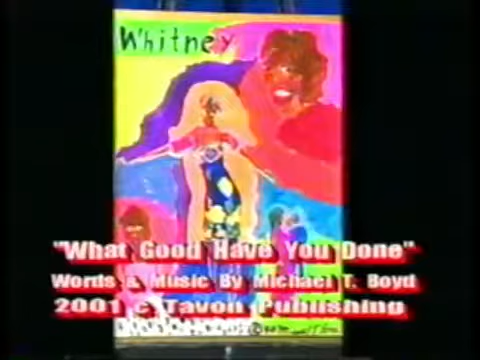 Whitney
"What Good Have You Done"
Words & Music By Michael T. Boyd
2001 © Tavon Publishing